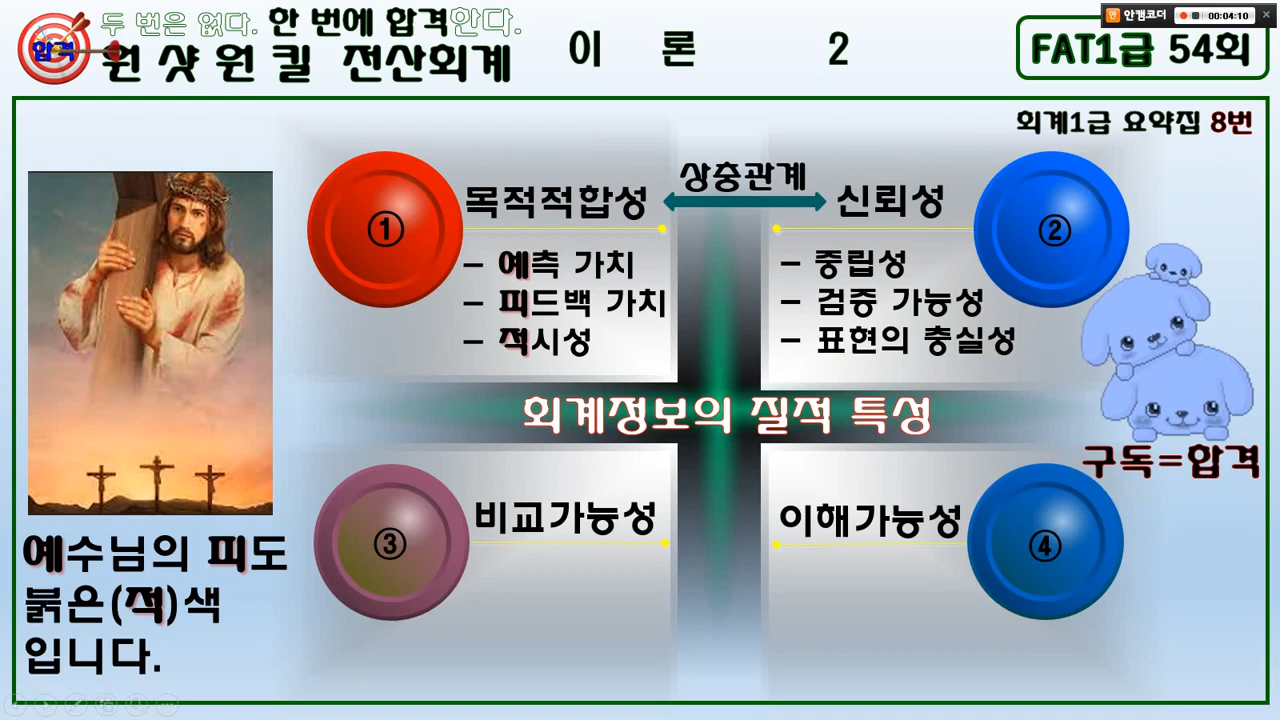 두 번은 없다. 한 번에 합격한다.
합격
원 샷 원 킬 전산회계
이 론 2
안캠코더
00:04:10
FAT1급 54회
회계1급 요약집 8번
①
목적적합성
상충관계
신뢰성
②
– 예측 가치
– 피드백 가치
– 적시성
– 중립성
– 검증 가능성
– 표현의 충실성
회계정보의 질적 특성
구독=합격
③
비교가능성
이해가능성
④
예수님의 피도
붉은(적)색
입니다.